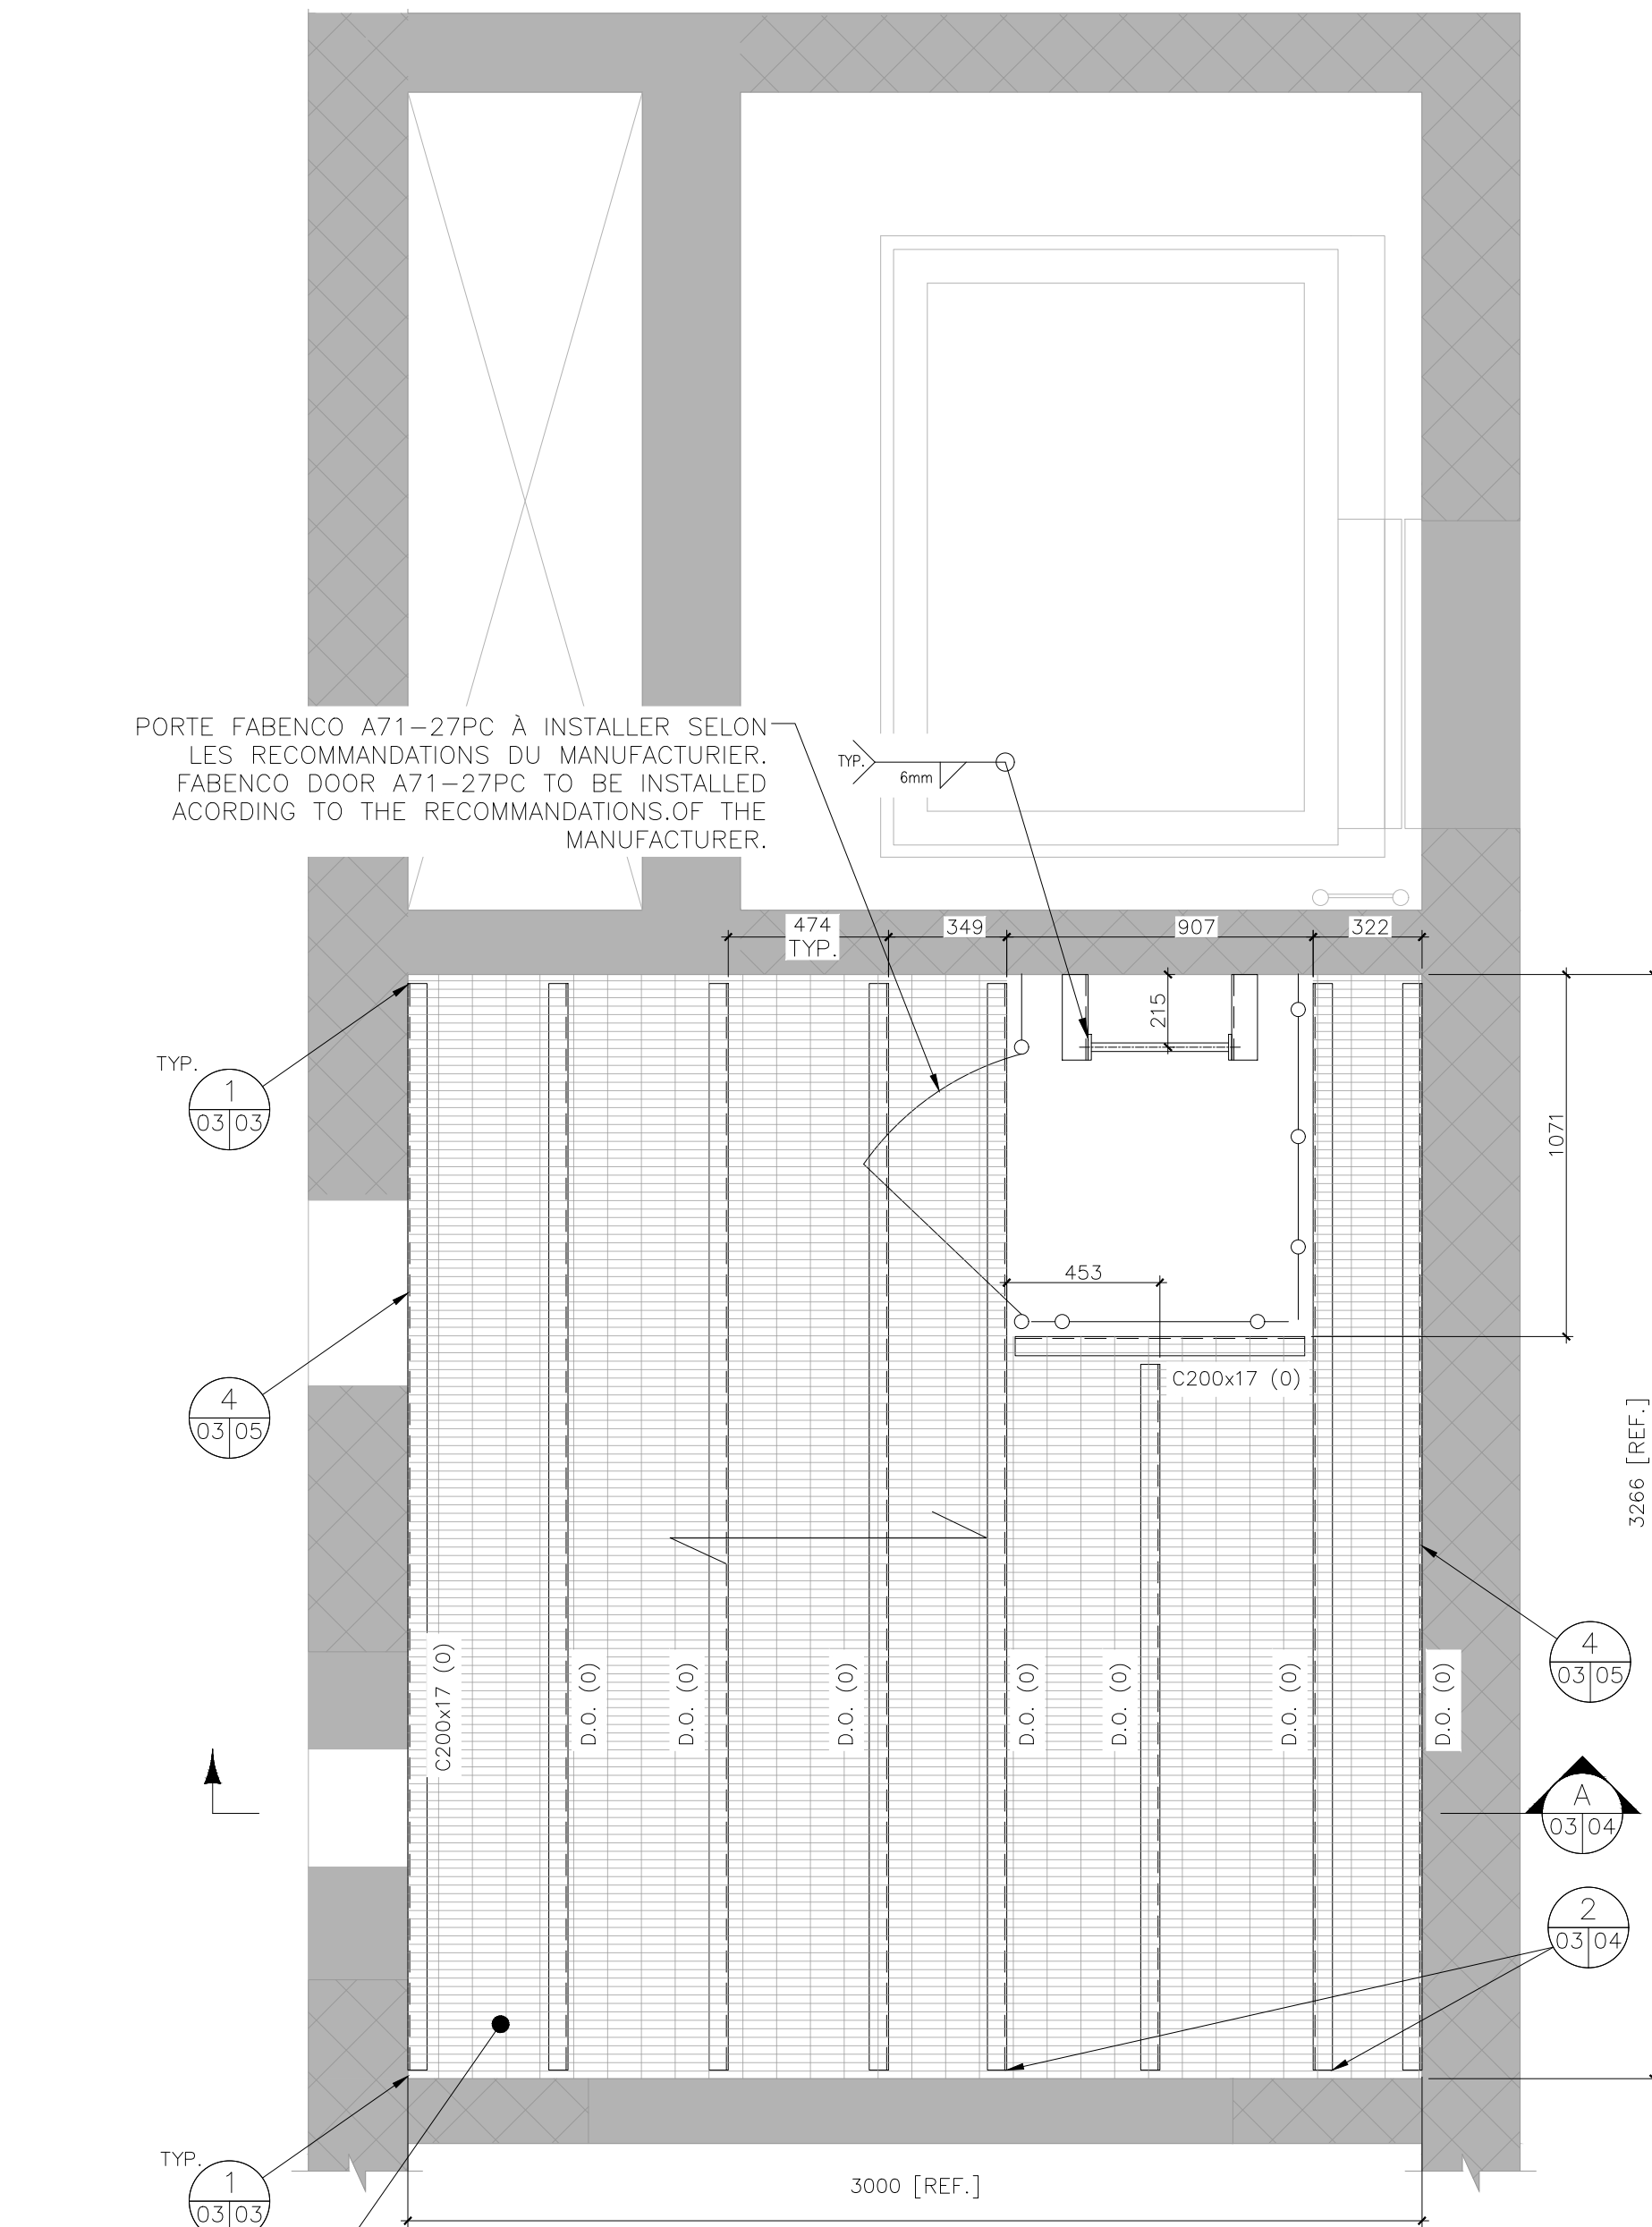 PORTE FABENCO A71-27PC À INSTALLER SELON
LES RECOMMANDATIONS DU MANUFACTURIER.
FABENCO DOOR A71-27PC TO BE INSTALLED
ACORDING TO THE RECOMMANDATIONS.OF THE
MANUFACTURER.
TYP.
6mm
474
TYP.
349
907
322
215
1071
TYP.
1
03 03
453
C200x17 (0)
4
03 05
3266 [REF.]
C200x17 (0)
D.O. (0)
D.O. (0)
D.O. (0)
D.O. (0)
D.O. (0)
D.O. (0)
D.O. (0)
4
03 05
A
03 04
2
03 04
TYP.
1
03 03
3000 [REF.]